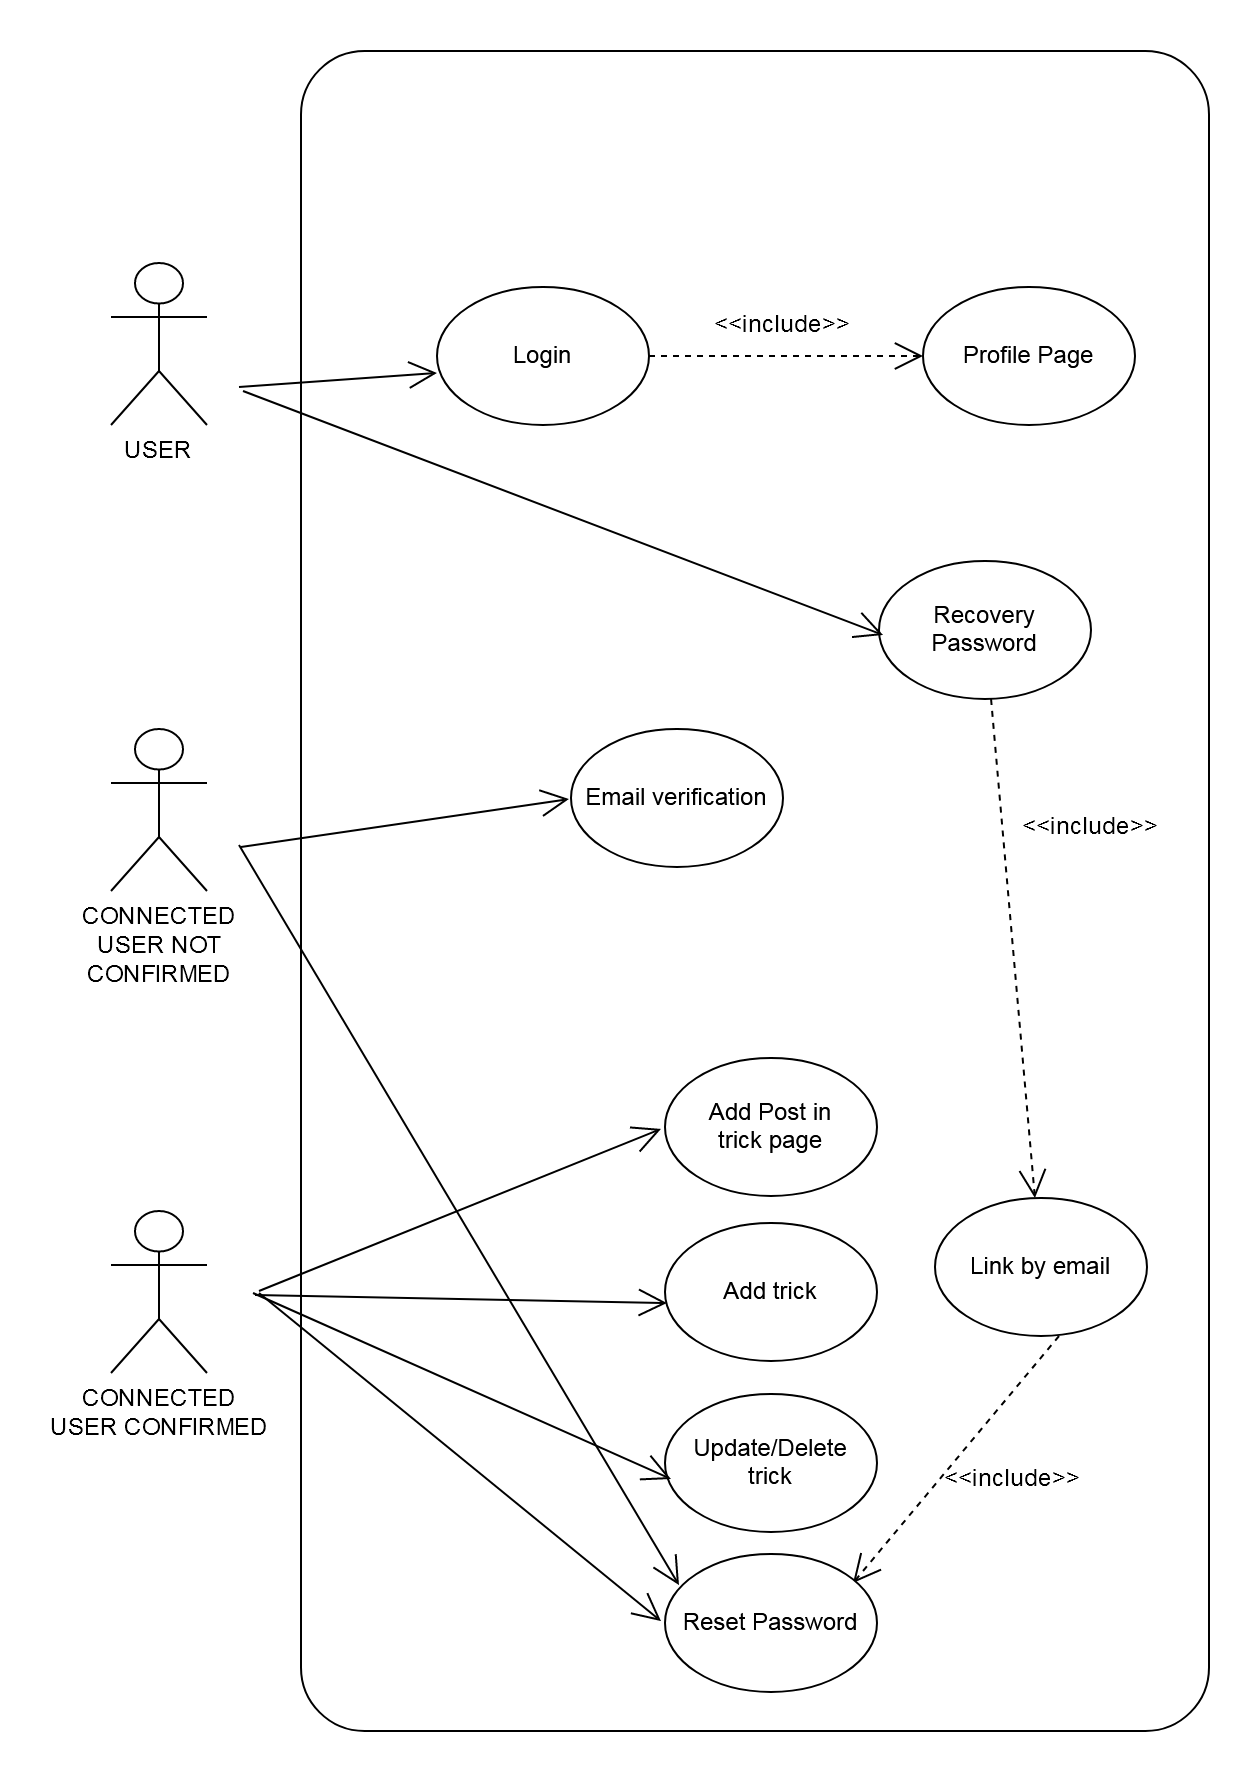 <<include>>
Login
Profile Page
USER
Recovery
Password
Email verification
<<include>>
CONNECTED
USER NOT
CONFIRMED
Add Post in
trick page
Link by email
Add trick
CONNECTED
USER CONFIRMED
Update/Delete
trick
<<include>>
Reset Password